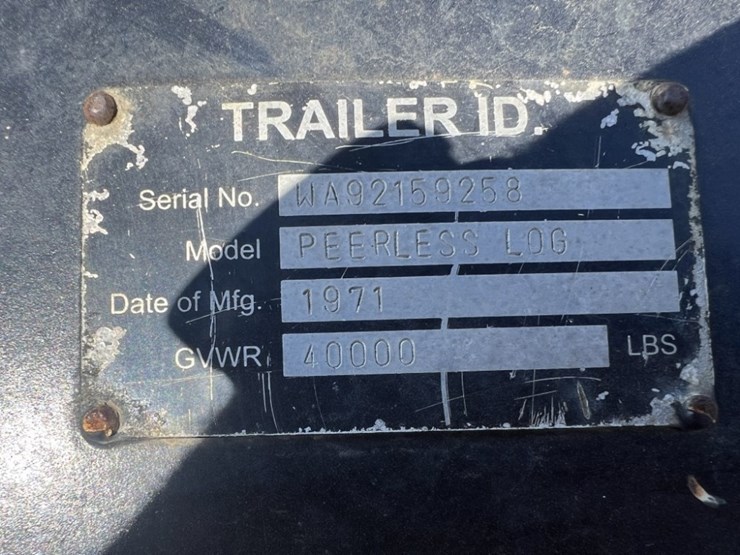 TRAILER ID.
Serial No. WA92159258
Model PEERLESS LOG
Date of Mfg. 1971
GVWR 40000 LBS